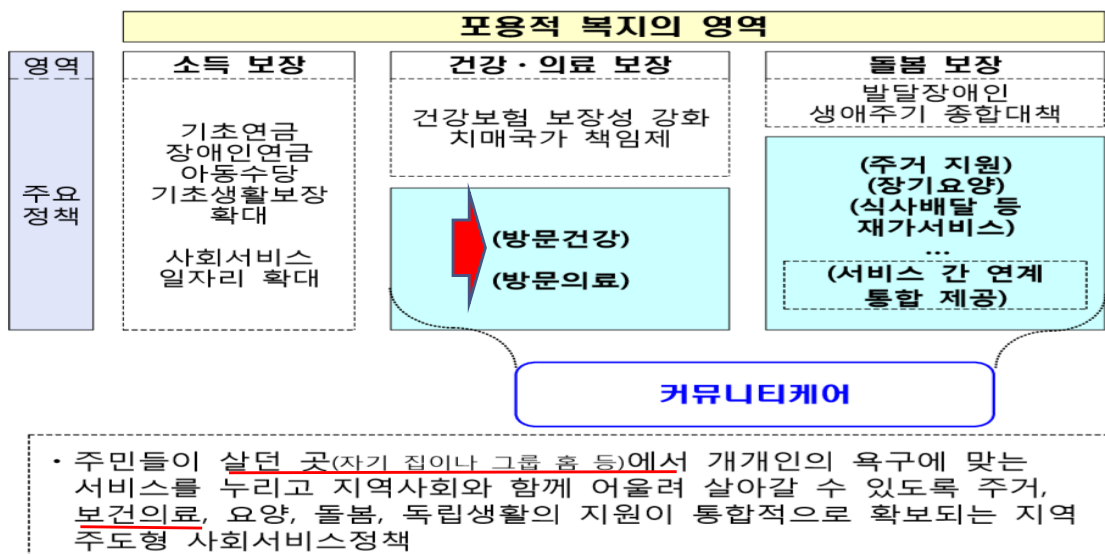 포용적 복지의 영역
영역
소득 보장
건강·의료 보장
돌봄 보장
주요
정책
기초연금
장애인연금
아동수당
기초생활보장
확대
사회서비스
일자리 확대
건강보험 보장성 강화
치매국가 책임제
(방문건강)
(방문의료)
발달장애인
생애주기 종합대책
(주거 지원)
(장기요양)
(식사배달 등
재가서비스)
...
(서비스 간 연계
통합 제공)
커뮤니티케어
· 주민들이 살던 곳(자기 집이나 그룹 홈 등)에서 개개인의 욕구에 맞는
서비스를 누리고 지역사회와 함께 어울려 살아갈 수 있도록 주거,
보건의료, 요양, 돌봄, 독립생활의 지원이 통합적으로 확보되는 지역
주도형 사회서비스정책